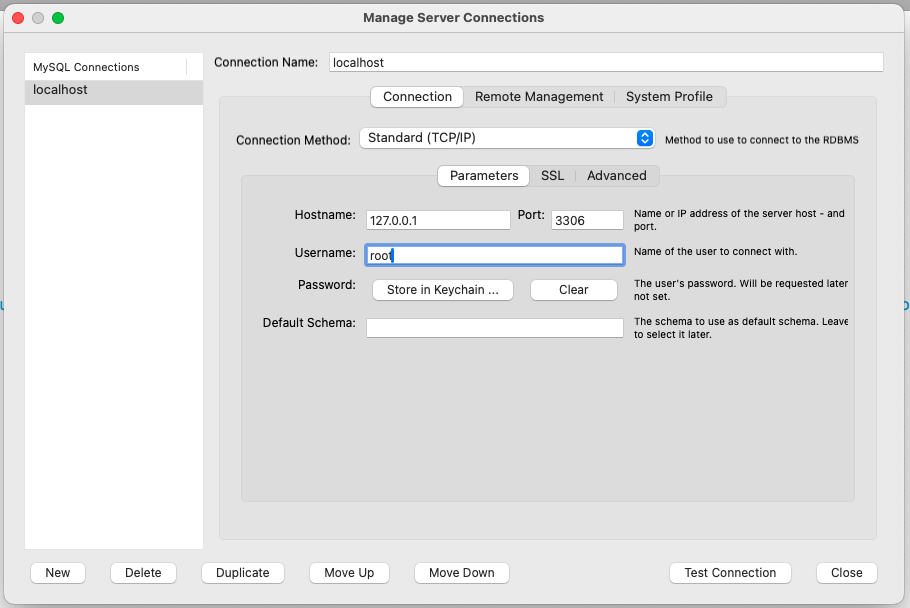 Manage Server Connections
MySQL Connections
localhost
Connection Name: localhost
Connection Remote Management System Profile
Connection Method: Standard (TCP/IP) Method to use to connect to the RDBMS
Parameters SSL Advanced
Hostname: 127.0.0.1 Port: 3306 Name or IP address of the server host - and
port.
Username: root Name of the user to connect with.
Password: Store in Keychain ... Clear The user's password. Will be requested later
not set.
Default Schema: The schema to use as default schema. Leave
to select it later.
New Delete Duplicate Move Up Move Down Test Connection Close